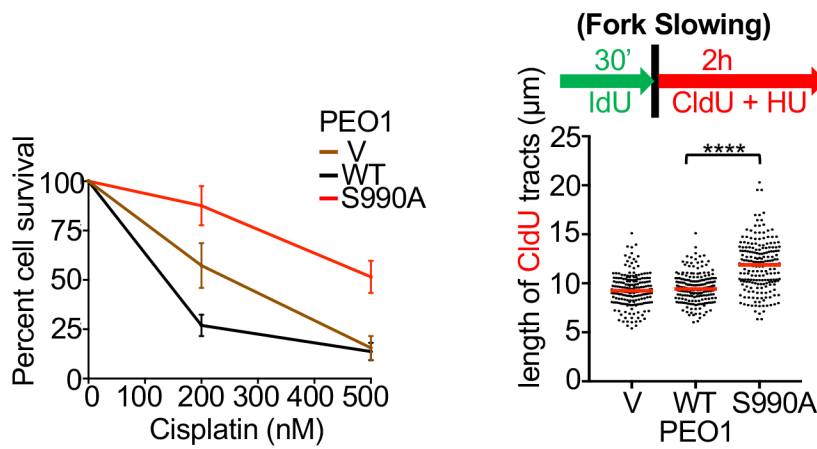 PEO1
V
WT
S990A
Percent cell survival
100
75
50
25
0
0 100 200 300 400 500
Cisplatin (nM)
(Fork Slowing)
30' 2h
IdU CldU + HU
length of CldU tracts (µm)
****
25
20
15
10
5
0
V WT S990A
PEO1